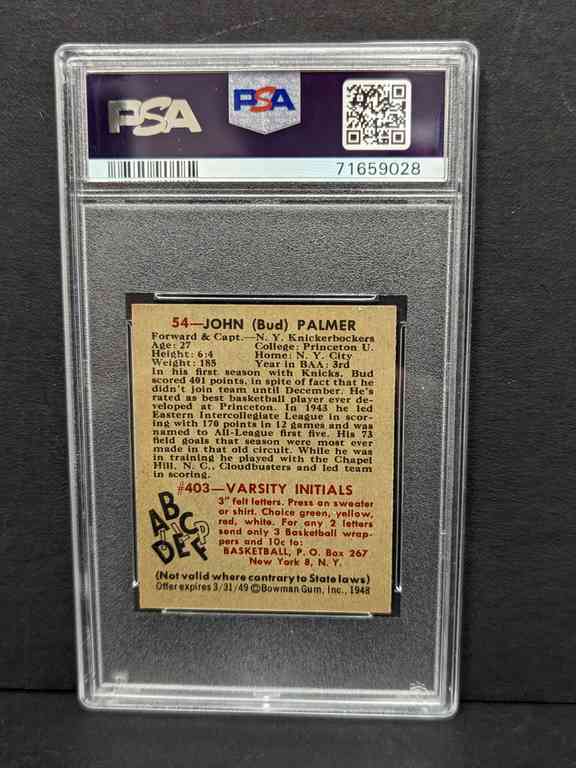 PSA
PSA
71659028
54—JOHN (Bud) PALMER
Forward & Capt.—N. Y. Knickerbockers
Age: 27 College: Princeton U.
Height: 6:4 Home: N. Y. City
Weight: 185 Year in BAA: 3rd
In his first season with Knicks, Bud
scored 401 points, in spite of fact that he
didn't join team until December. He's
rated as best basketball player ever de-
veloped at Princeton. In 1943 he led
Eastern Intercollegiate League in scor-
ing with 170 points in 12 games and was
named to All-League first five. His 73
field goals that season were most ever
made in that old circuit. While he was
in training he played with the Chapel
Hill, N. C., Cloudbusters and led team
in scoring.
#403—VARSITY INITIALS
3" felt letters. Press on sweater
or shirt. Choice green, yellow,
red, white. For any 2 letters
send only 3 Basketball wrap-
pers and 10c to:
BASKETBALL, P. O. Box 267
New York 8, N. Y.
ABC
DEF
(Not valid where contrary to State laws)
Offer expires 3/31/49 ©Bowman Gum, Inc., 1948